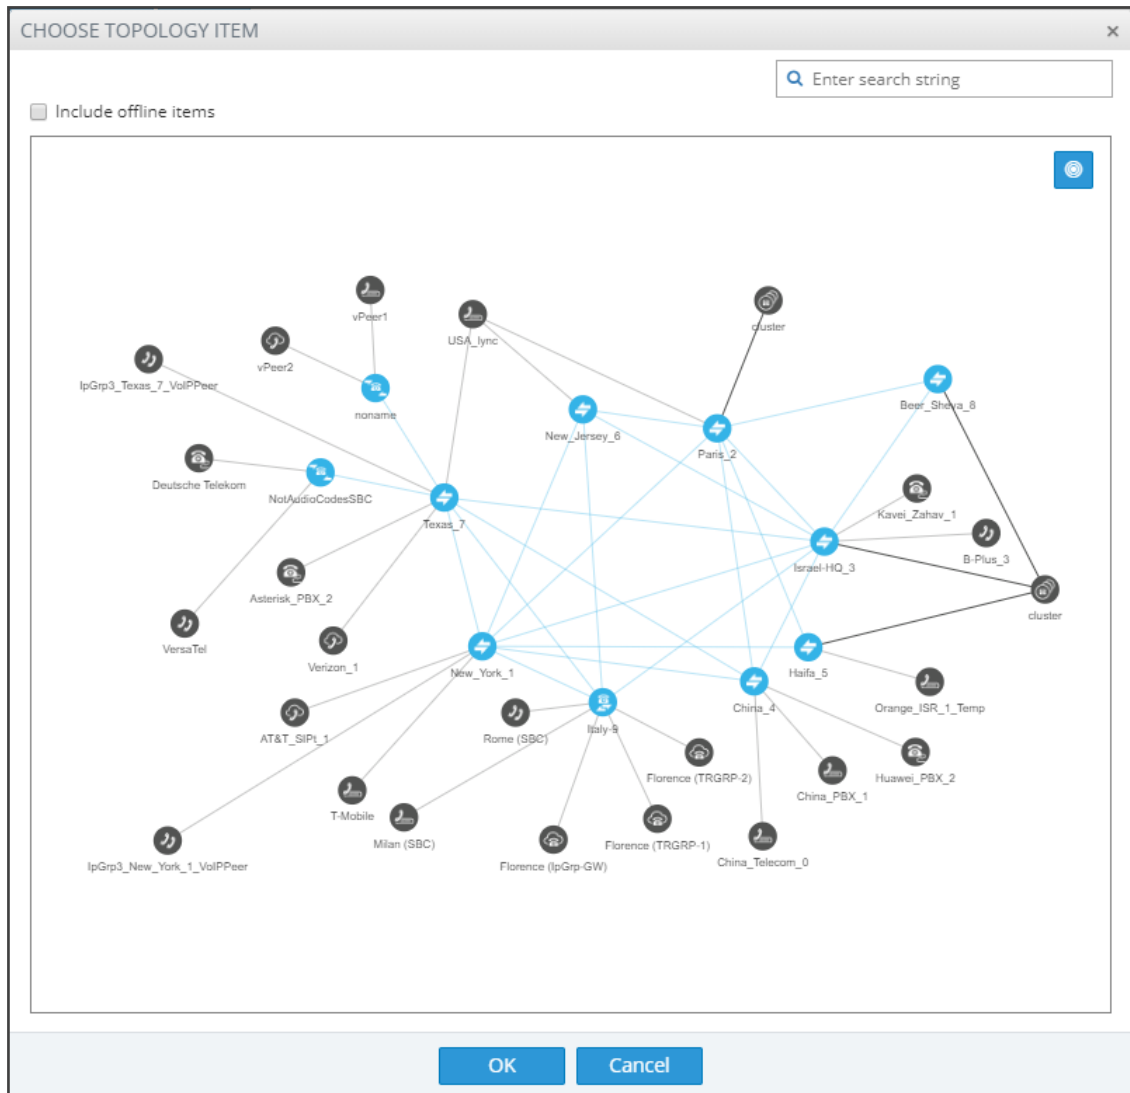 CHOOSE TOPOLOGY ITEM
Enter search string
Include offline items
vPeer1
cluster
USA_lync
vPeer2
IpGrp3_Texas_7_VoIPPeer
Beer_Sheva_8
noname
New_Jersey_6
Paris_2
Deutsche Telekom
NotAudioCodesSBC
Kavei_Zahav_1
Texas_7
B-Plus_3
Israel-HQ_3
Asterisk_PBX_2
cluster
VersaTel
Verizon_1
New_York_1
Haifa_5
Orange_ISR_1_Temp
China_4
Italy-9
AT&T_SIPt_1
Rome (SBC)
Florence (TRGRP-2)
Huawei_PBX_2
China_PBX_1
T-Mobile
Milan (SBC)
Florence (TRGRP-1)
China_Telecom_0
IpGrp3_New_York_1_VoIPPeer
Florence (IpGrp-GW)
OK
Cancel